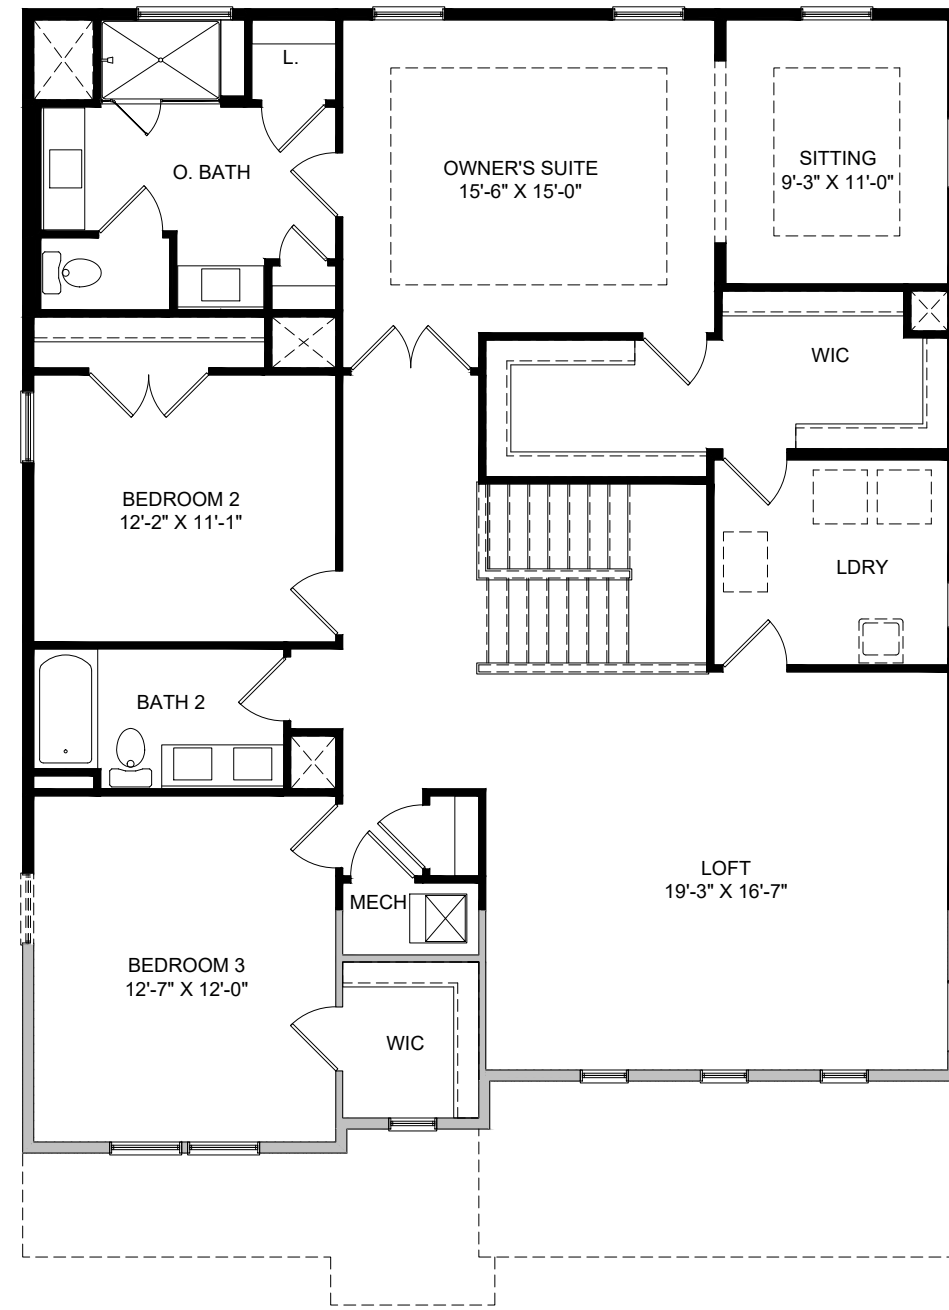 L.
O. BATH
OWNER'S SUITE
15'-6" X 15'-0"
SITTING
9'-3" X 11'-0"
WIC
BEDROOM 2
12'-2" X 11'-1"
LDRY
BATH 2
LOFT
19'-3" X 16'-7"
MECH
BEDROOM 3
12'-7" X 12'-0"
WIC